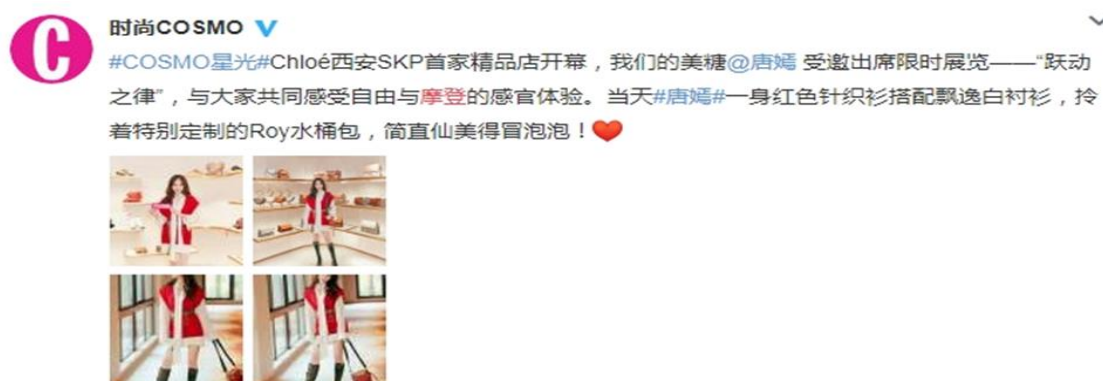 时尚COSMO
#COSMO星光#Chloé西安SKP首家精品店开幕，我们的美糖@唐嫣 受邀出席限时展览——“跃动
之律”，与大家共同感受自由与摩登的感官体验。当天#唐嫣#一身红色针织衫搭配飘逸白衬衫，拎
着特别定制的Roy水桶包，简直仙美得冒泡泡！❤️